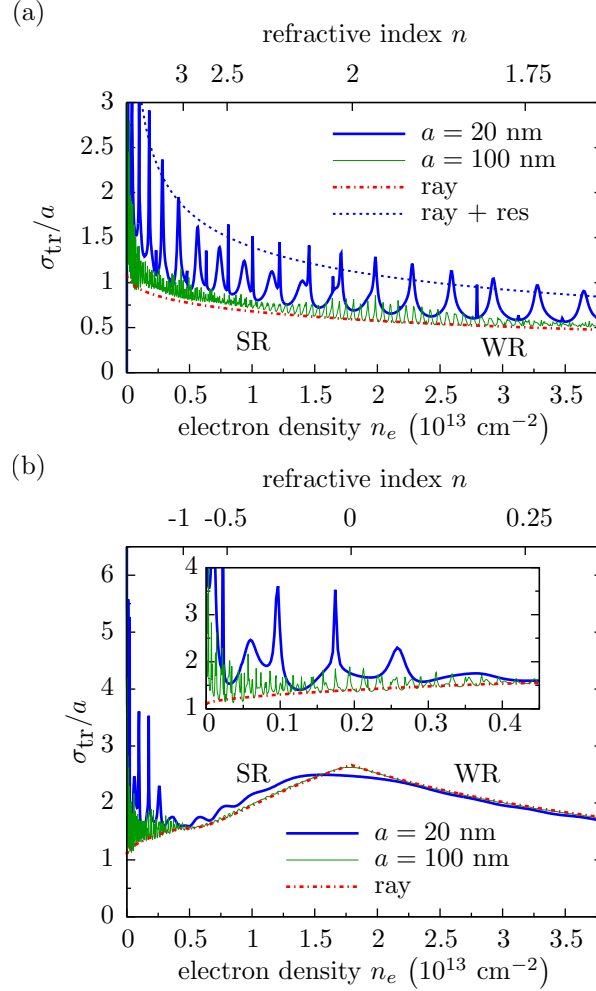 (a)
refractive index n
3 2.5 2 1.75
3
2.5
2
1.5
1
0.5
0
σtr/a
a = 20 nm
a = 100 nm
ray
ray + res
SR WR
0 0.5 1 1.5 2 2.5 3 3.5
electron density nₑ (10¹³ cm⁻²)
(b)
refractive index n
-1 -0.5 0 0.25
6
5
4
3
2
1
0
σtr/a
4
3
2
1
0 0.1 0.2 0.3 0.4
SR WR
a = 20 nm
a = 100 nm
ray
0 0.5 1 1.5 2 2.5 3 3.5
electron density nₑ (10¹³ cm⁻²)